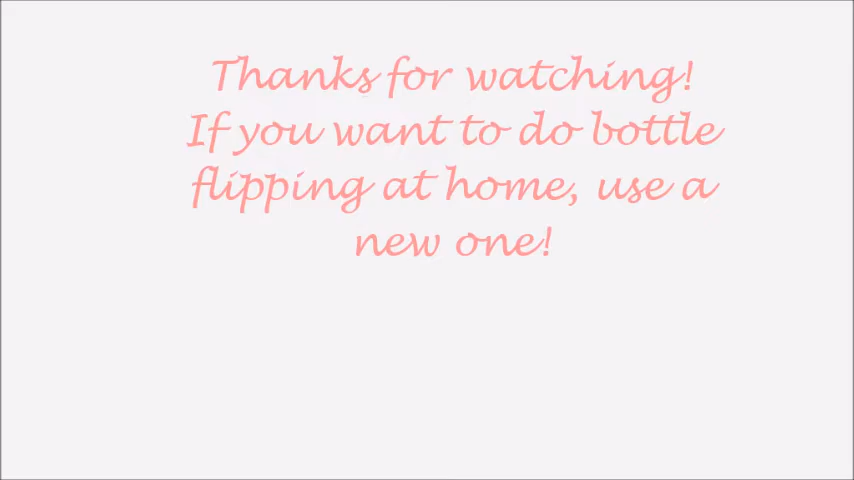 Thanks for watching!
If you want to do bottle
flipping at home, use a
new one!